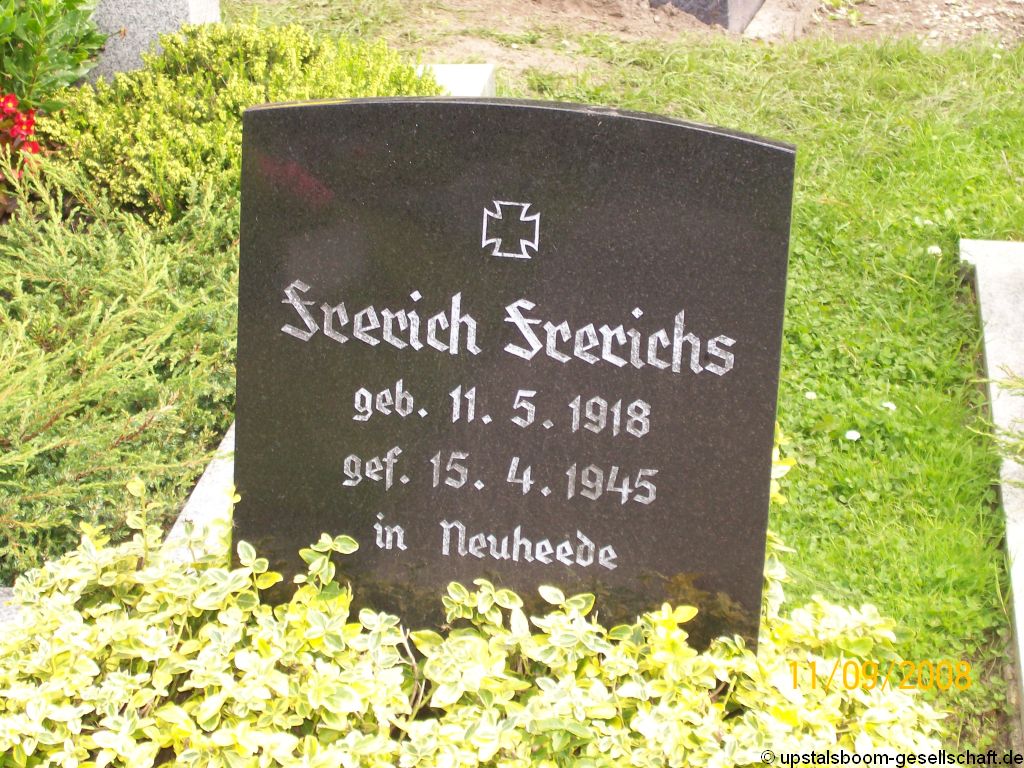 Frerich Frerichs
geb. 11. 5. 1918
gef. 15. 4. 1945
in Neuheede
11/09/2008
© upstalsboom-gesellschaft.de